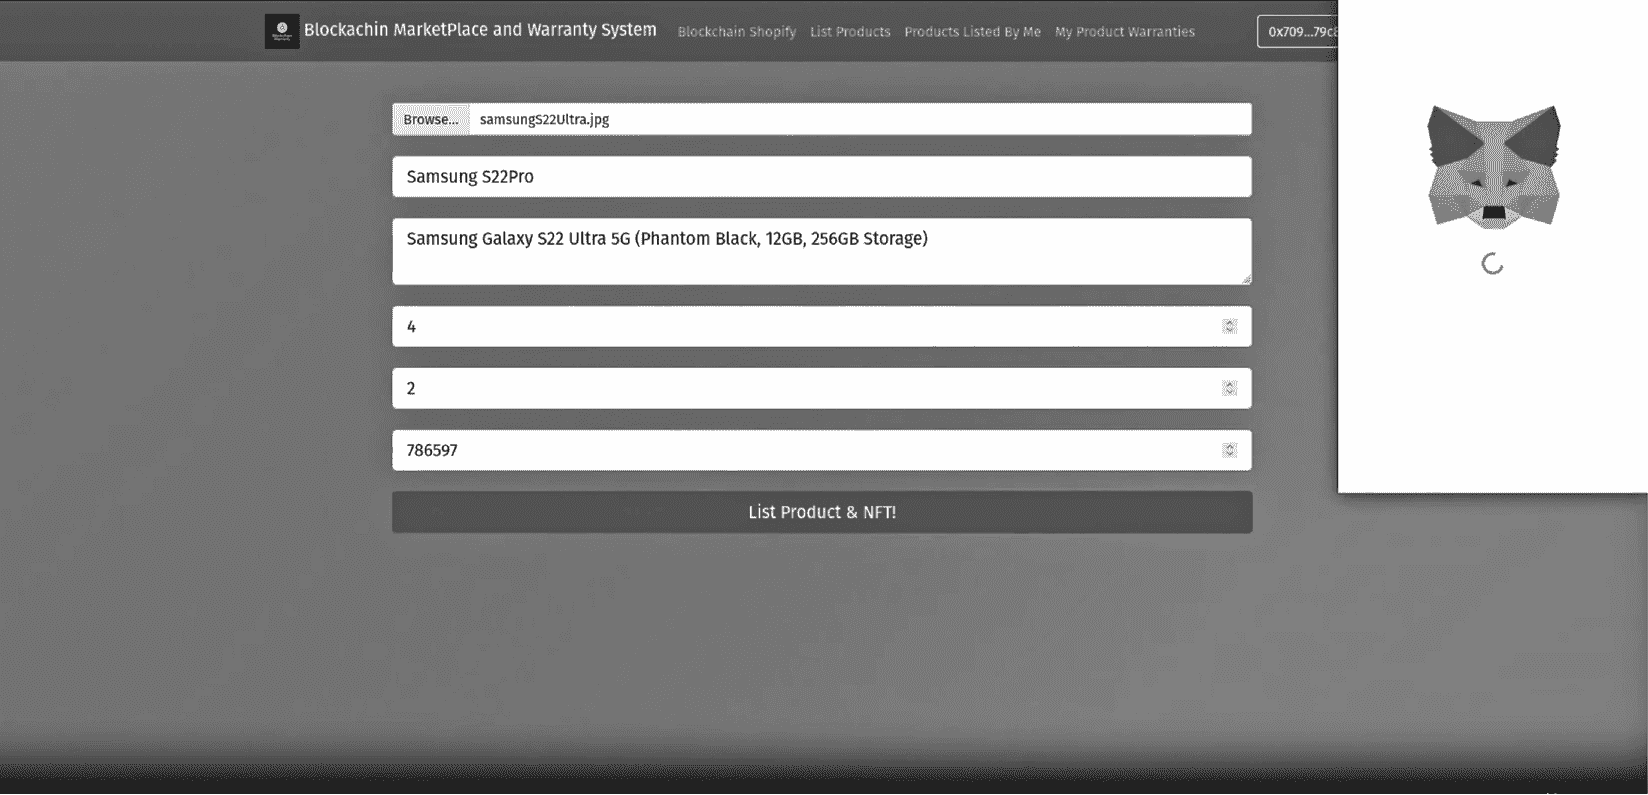 Blockachin MarketPlace and Warranty System Blockchain Shopify List Products Products Listed By Me My Product Warranties 0x709...79c8
Browse... samsungS22Ultra.jpg
Samsung S22Pro
Samsung Galaxy S22 Ultra 5G (Phantom Black, 12GB, 256GB Storage)
4
2
786597
List Product & NFT!